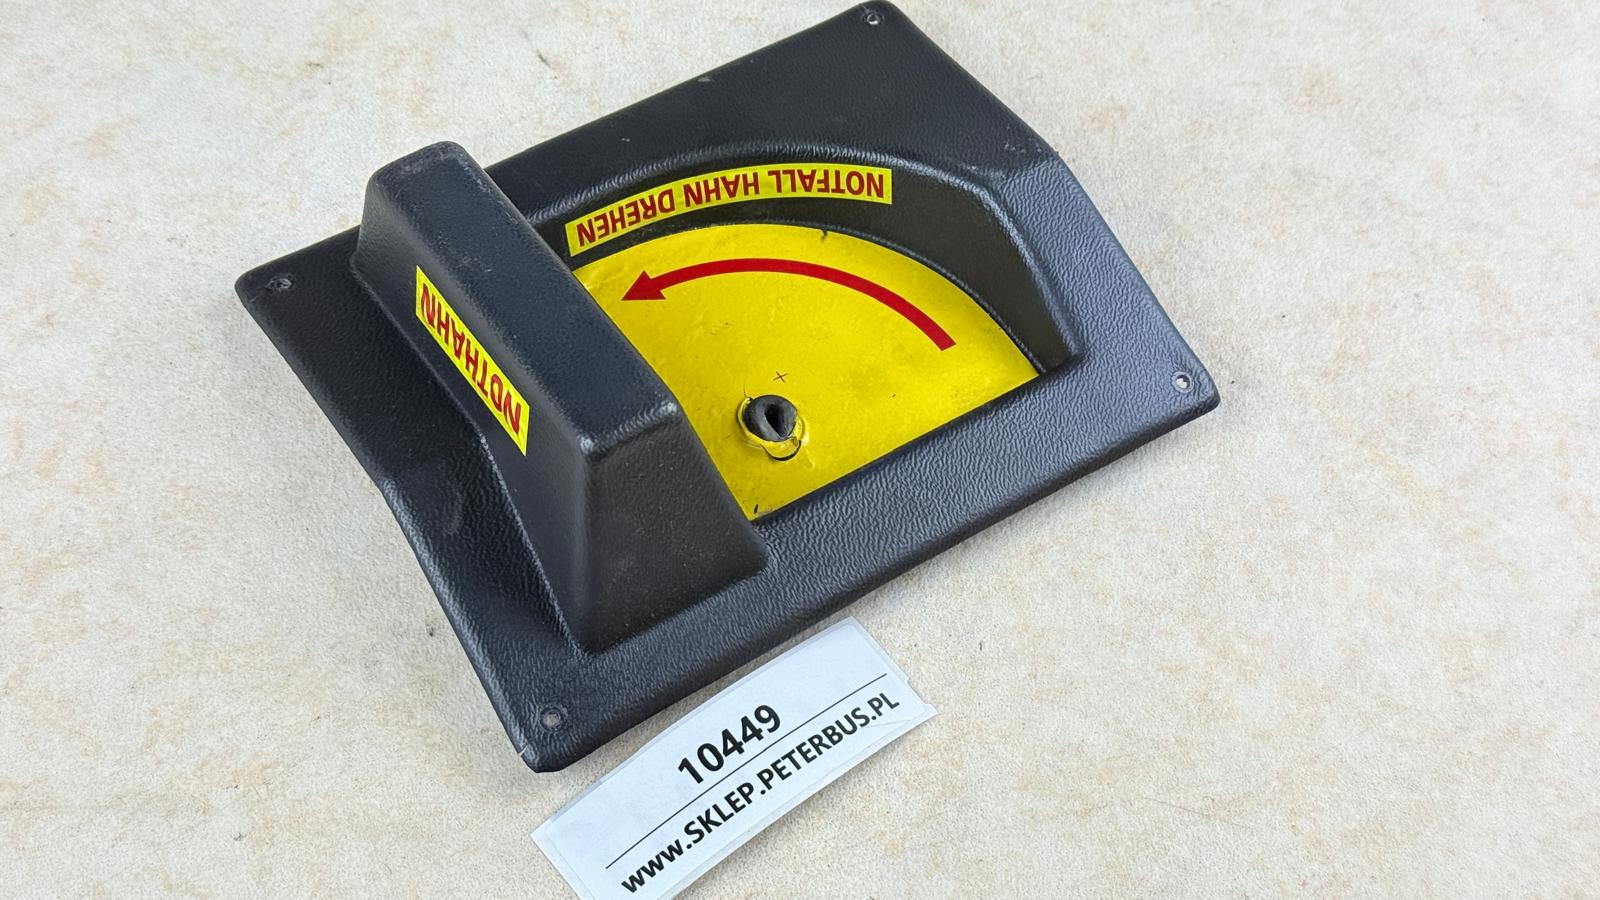 NOTFALL HAHN DREHEN
NOTHAHN
10449
www.SKLEP.PETERBUS.PL